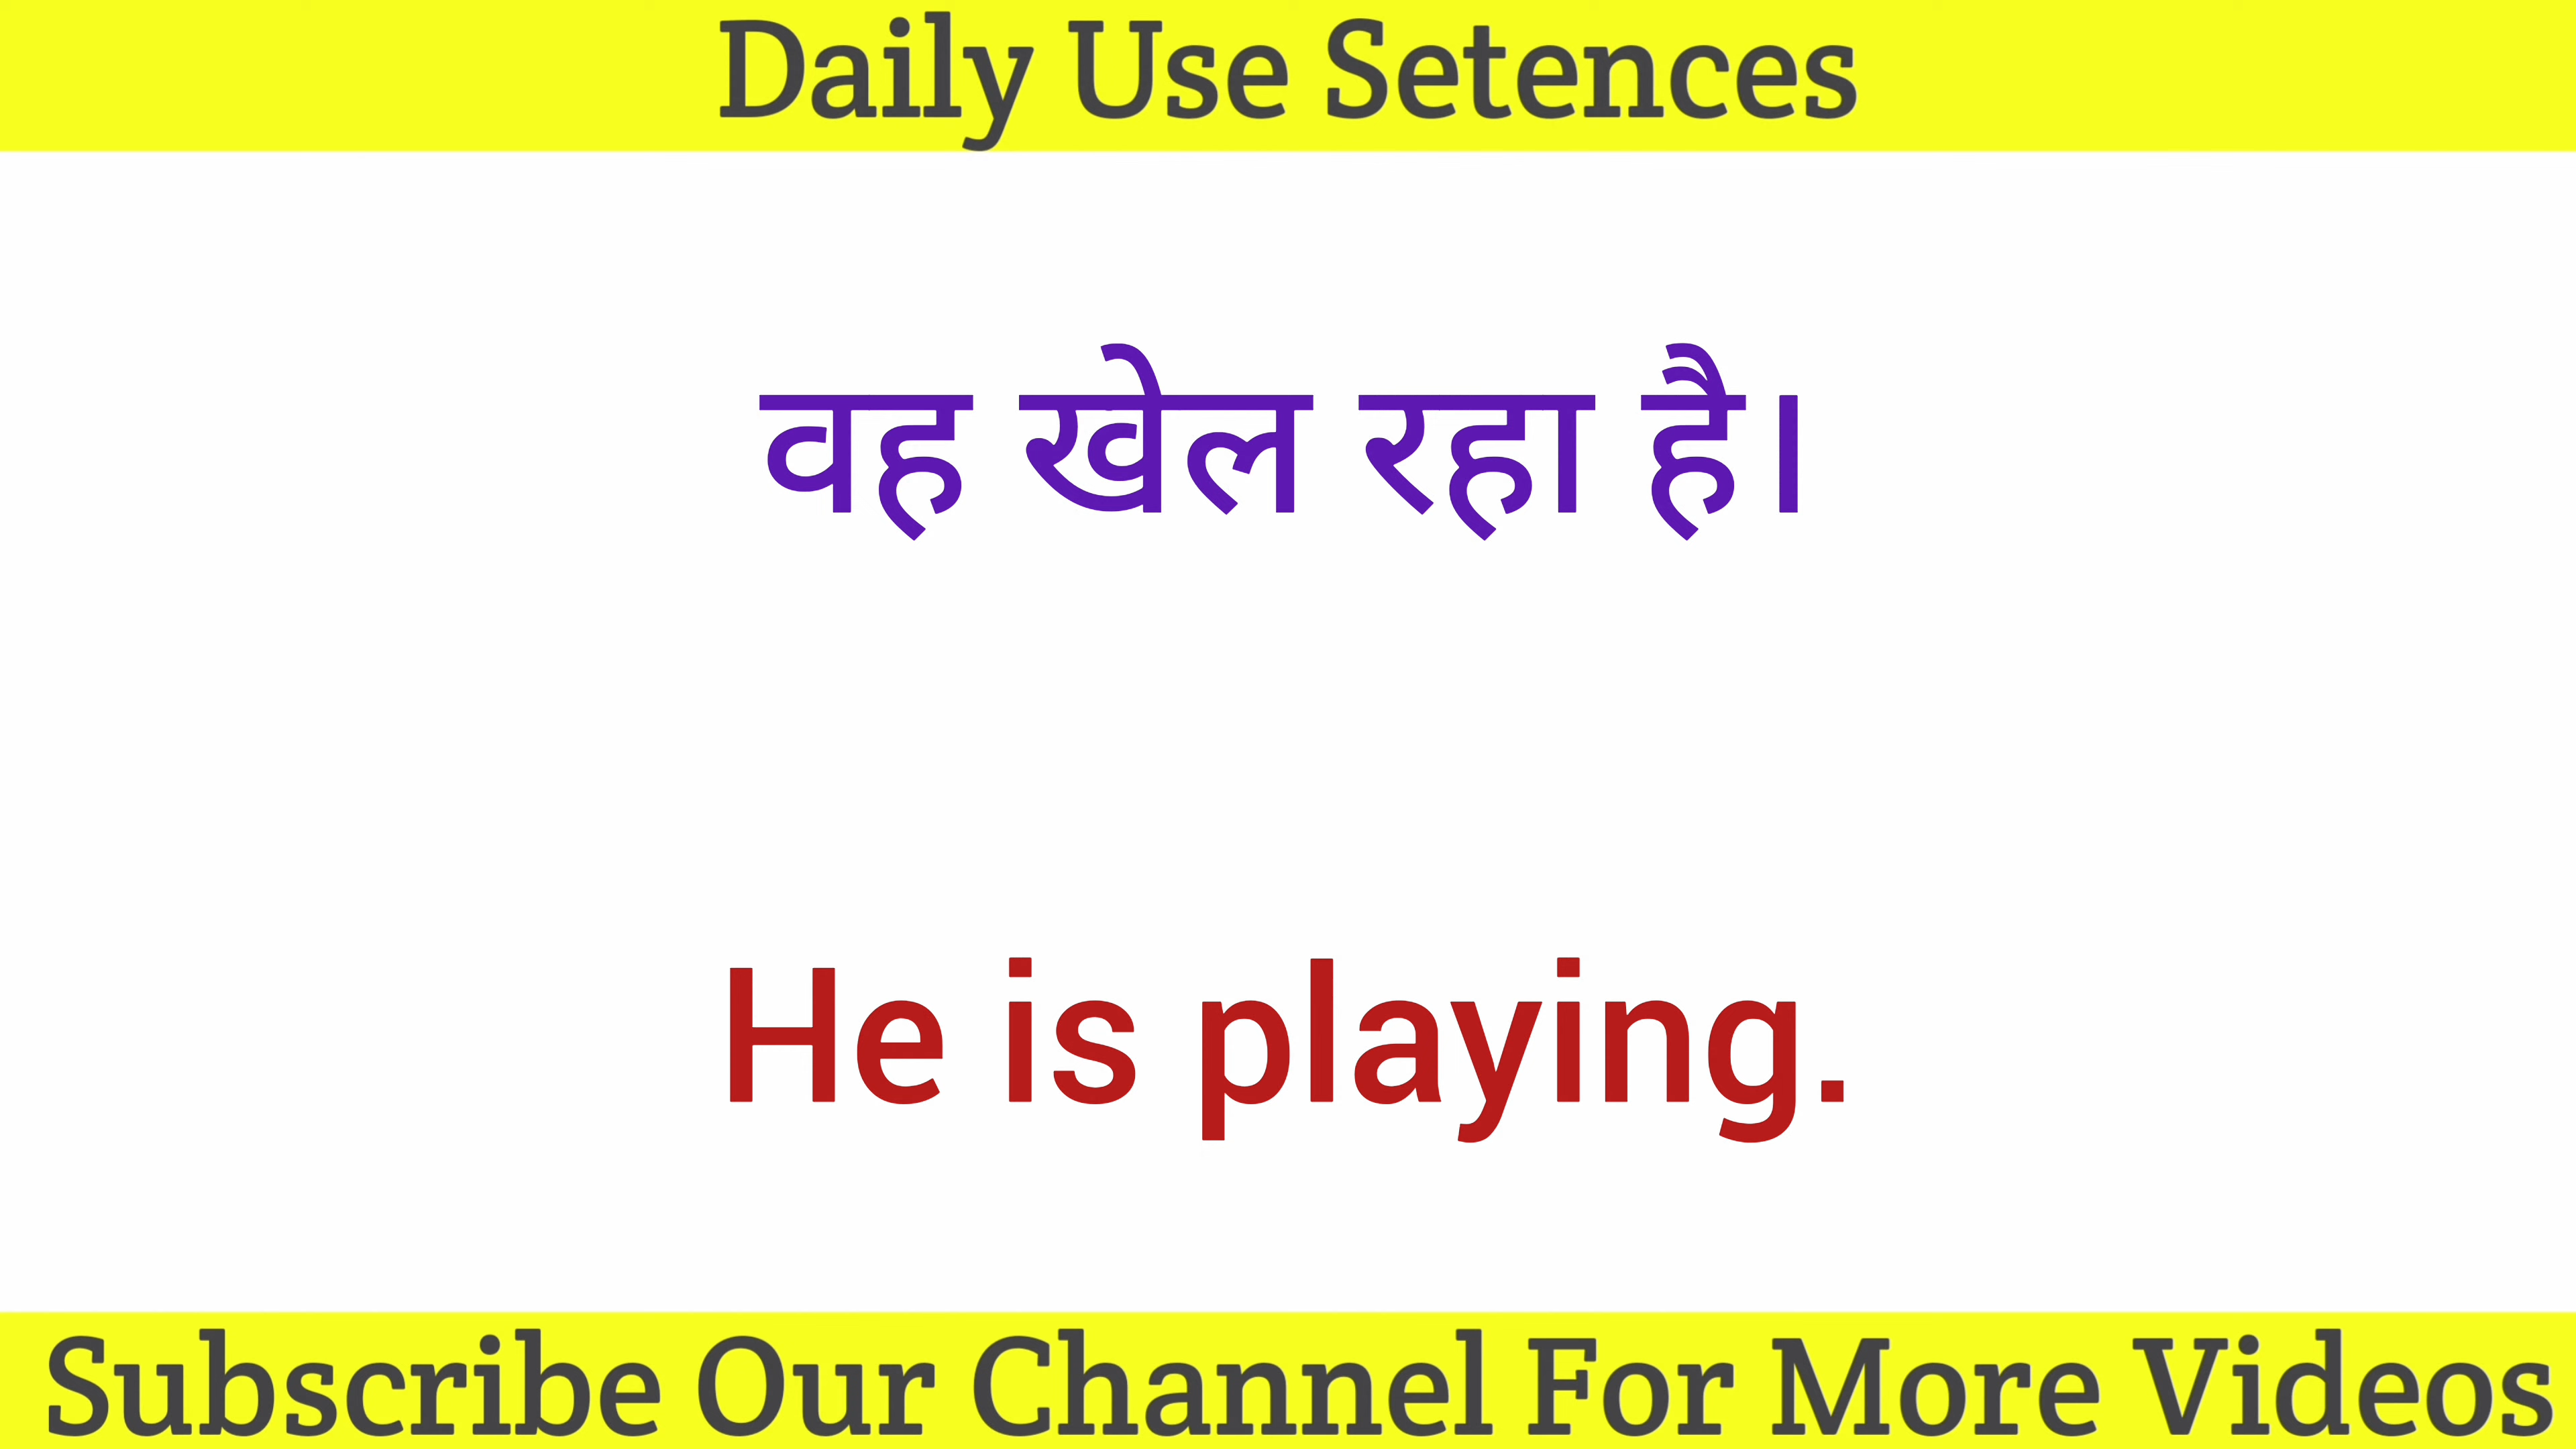 Daily Use Setences
वह खेल रहा है।
He is playing.
Subscribe Our Channel For More Videos